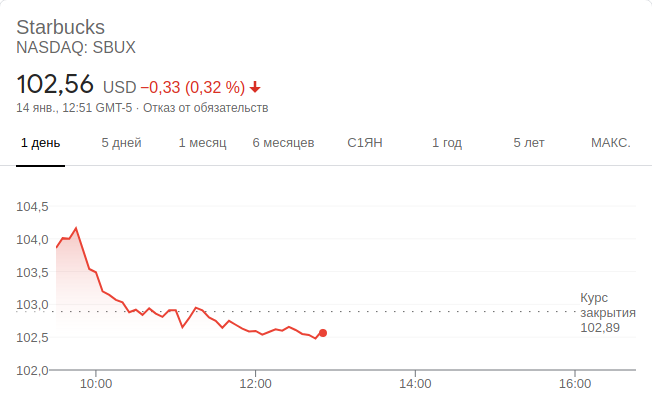 Starbucks
NASDAQ: SBUX
102,56 USD −0,33 (0,32 %)
14 янв., 12:51 GMT-5 · Отказ от обязательств
1 день 5 дней 1 месяц 6 месяцев С1ЯН 1 год 5 лет МАКС.
104,5
104,0
103,5
103,0
102,5
102,0
Курс
закрытия
102,89
10:00 12:00 14:00 16:00